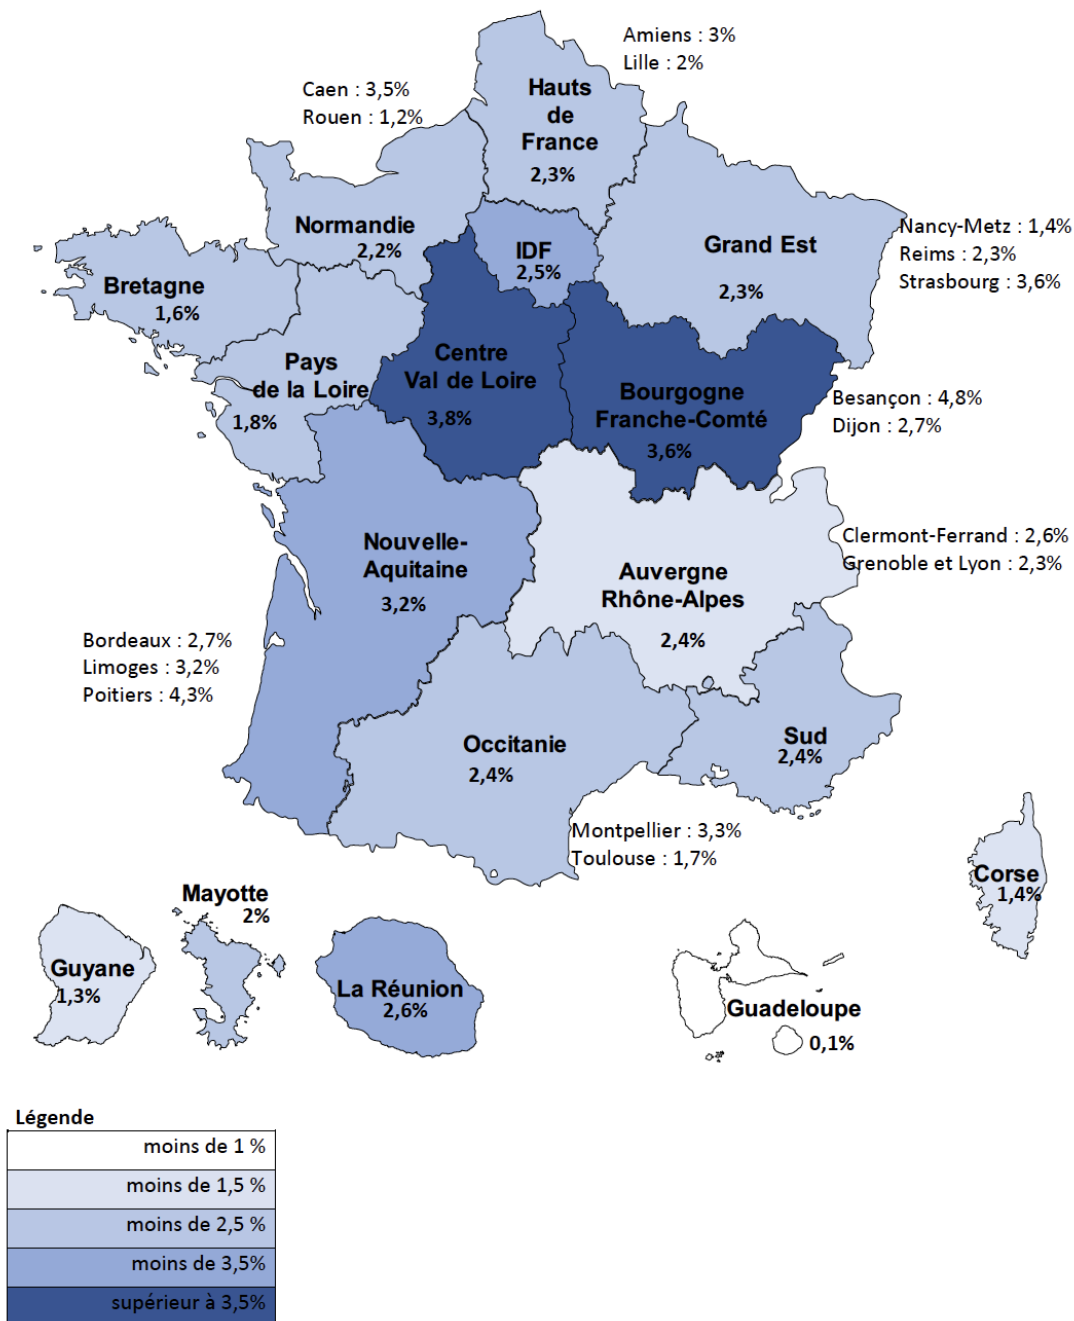 Amiens : 3%
Lille : 2%
Hauts
de
France
2,3%
Caen : 3,5%
Rouen : 1,2%
Normandie
2,2%
IDF
2,5%
Grand Est
2,3%
Nancy-Metz : 1,4%
Reims : 2,3%
Strasbourg : 3,6%
Bretagne
1,6%
Pays
de la Loire
1,8%
Centre
Val de Loire
3,8%
Bourgogne
Franche-Comté
3,6%
Besançon : 4,8%
Dijon : 2,7%
Nouvelle-
Aquitaine
3,2%
Auvergne
Rhône-Alpes
2,4%
Clermont-Ferrand : 2,6%
Grenoble et Lyon : 2,3%
Bordeaux : 2,7%
Limoges : 3,2%
Poitiers : 4,3%
Occitanie
2,4%
Sud
2,4%
Montpellier : 3,3%
Toulouse : 1,7%
Corse
1,4%
Guyane
1,3%
Mayotte
2%
La Réunion
2,6%
Guadeloupe
0,1%
Légende
moins de 1 %
moins de 1,5 %
moins de 2,5 %
moins de 3,5%
supérieur à 3,5%